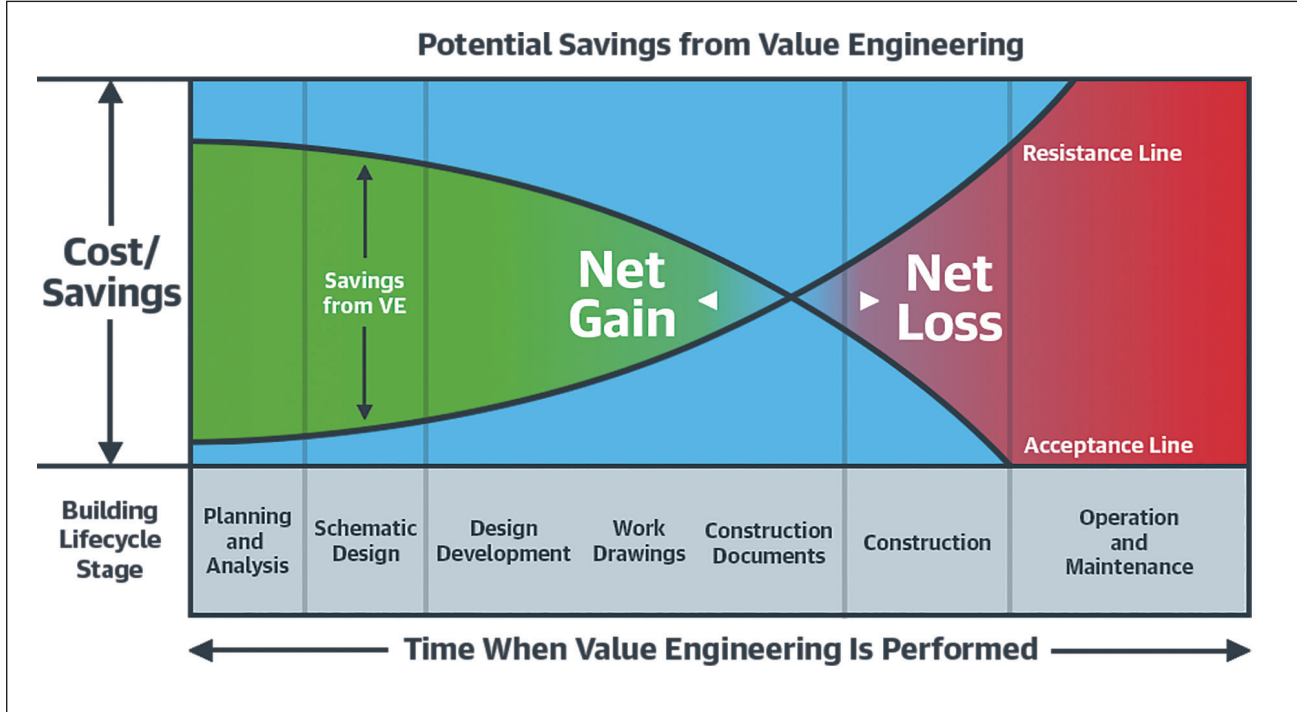 Potential Savings from Value Engineering
Cost/
Savings
Savings
from VE
Net
Gain
Net
Loss
Resistance Line
Acceptance Line
Building
Lifecycle
Stage
Planning
and
Analysis
Schematic
Design
Design
Development
Work
Drawings
Construction
Documents
Construction
Operation
and
Maintenance
Time When Value Engineering Is Performed